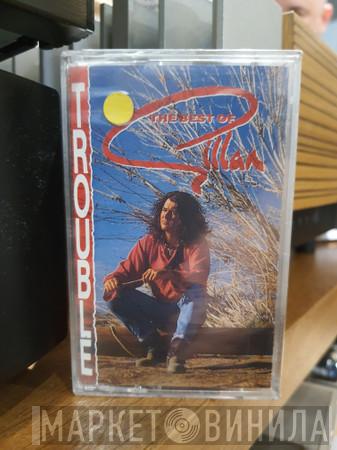 TROUBLE
THE BEST OF
Gillan
МАРКЕТ ВИНИЛА